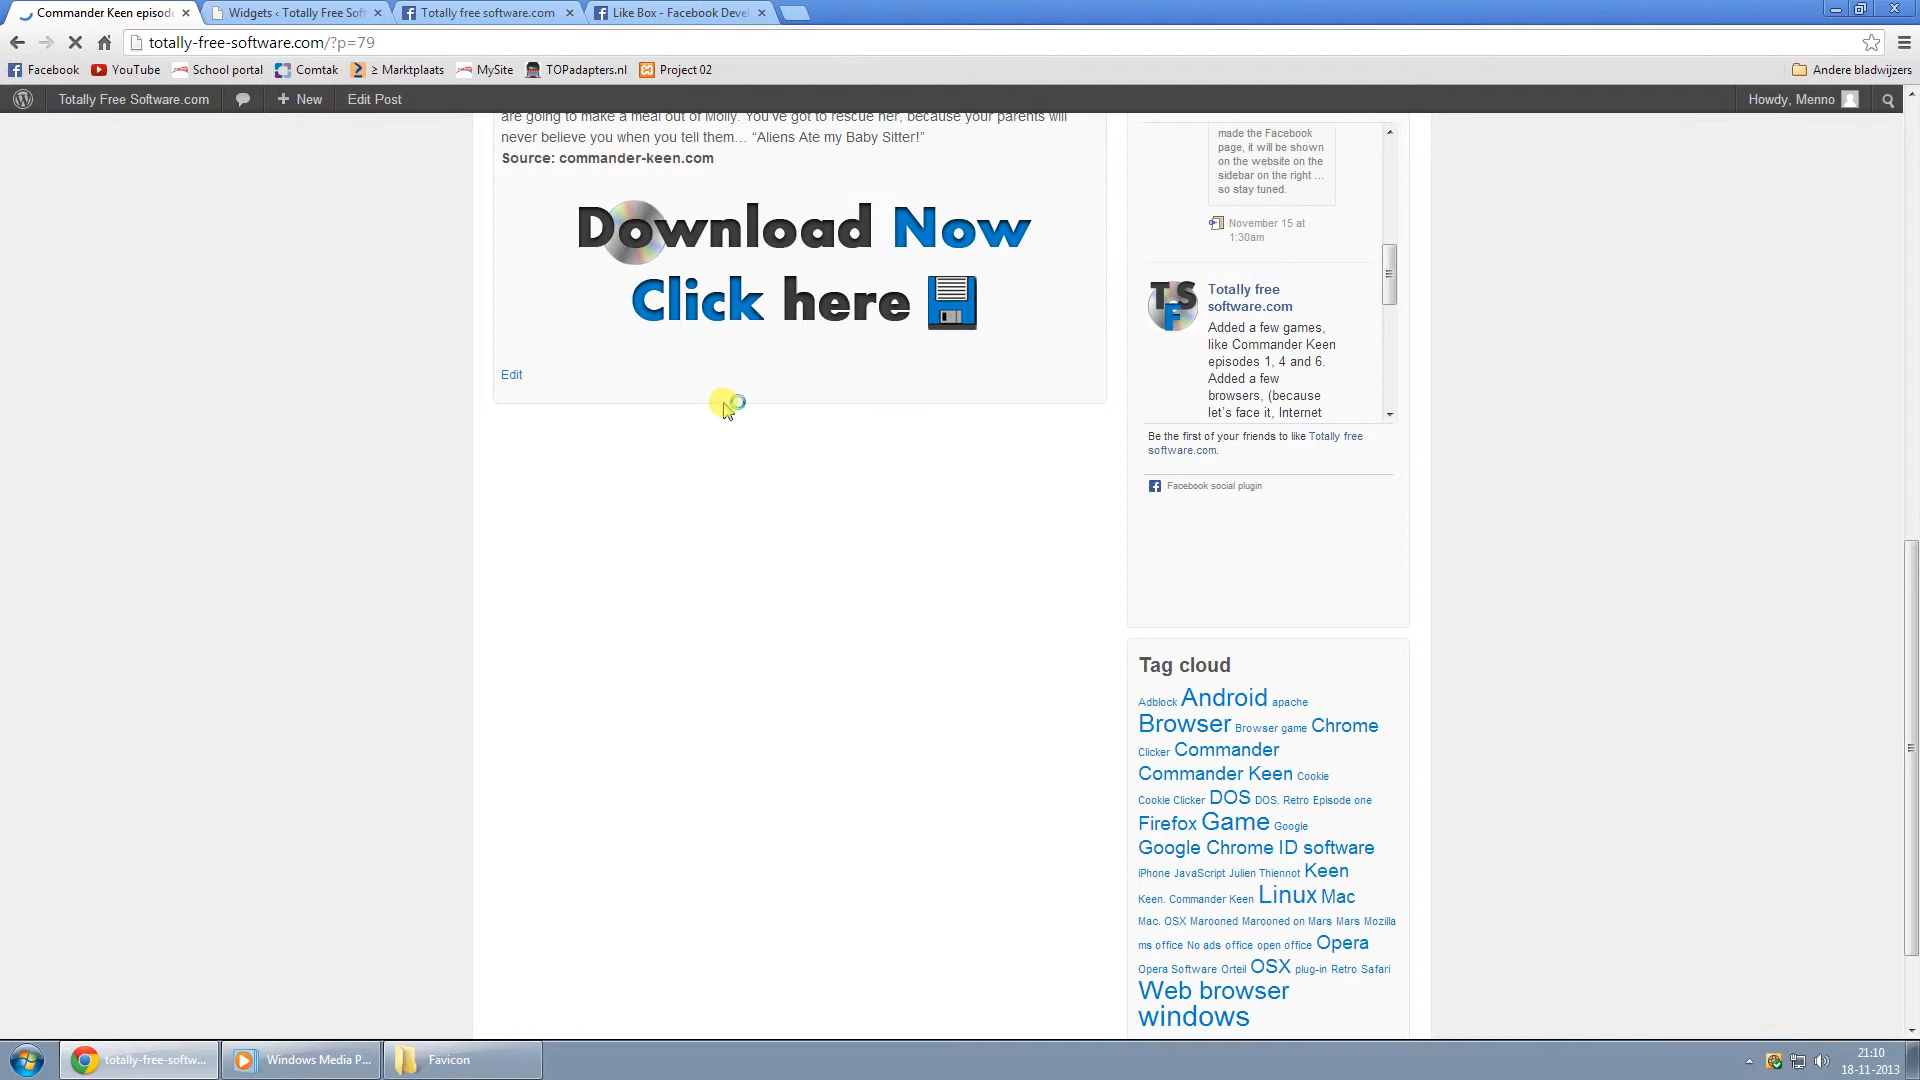 Commander Keen episode
Widgets ‹ Totally Free Soft
Totally free software.com
Like Box - Facebook Deve
totally-free-software.com/?p=79
Facebook
YouTube
School portal
Comtak
≥ Marktplaats
MySite
TOPadapters.nl
Project 02
Andere bladwijzers
Totally Free Software.com
New
Edit Post
Howdy, Menno
are going to make a meal out of Molly. You've got to rescue her, because your parents will
never believe you when you tell them… “Aliens Ate my Baby Sitter!”
Source: commander-keen.com
Download Now
Click here
Edit
made the Facebook
page, it will be shown
on the website on the
sidebar on the right ...
so stay tuned.
November 15 at
1:30am
TSF
Totally free
software.com
Added a few games,
like Commander Keen
episodes 1, 4 and 6.
Added a few
browsers, (because
let's face it, Internet
Be the first of your friends to like Totally free
software.com.
Facebook social plugin
Tag cloud
Adblock Android apache
Browser Browser game Chrome
Clicker Commander
Commander Keen Cookie
Cookie Clicker DOS DOS. Retro Episode one
Firefox Game Google
Google Chrome ID software
iPhone JavaScript Julien Thiennot Keen
Keen. Commander Keen Linux Mac
Mac. OSX Marooned Marooned on Mars Mars Mozilla
ms office No ads office open office Opera
Opera Software Orteil OSX plug-in Retro Safari
Web browser
windows
totally-free-softw...
Windows Media P...
Favicon
21:10
18-11-2013